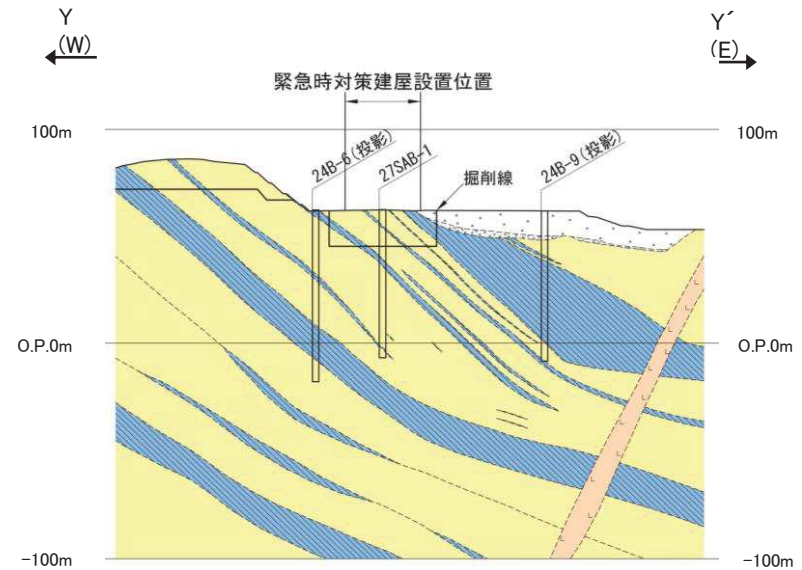 Y
(W)
Y´
(E)
緊急時対策建屋設置位置
100m
100m
24B-6(投影)
27SAB-1
掘削線
24B-9(投影)
O.P.0m
O.P.0m
-100m
-100m